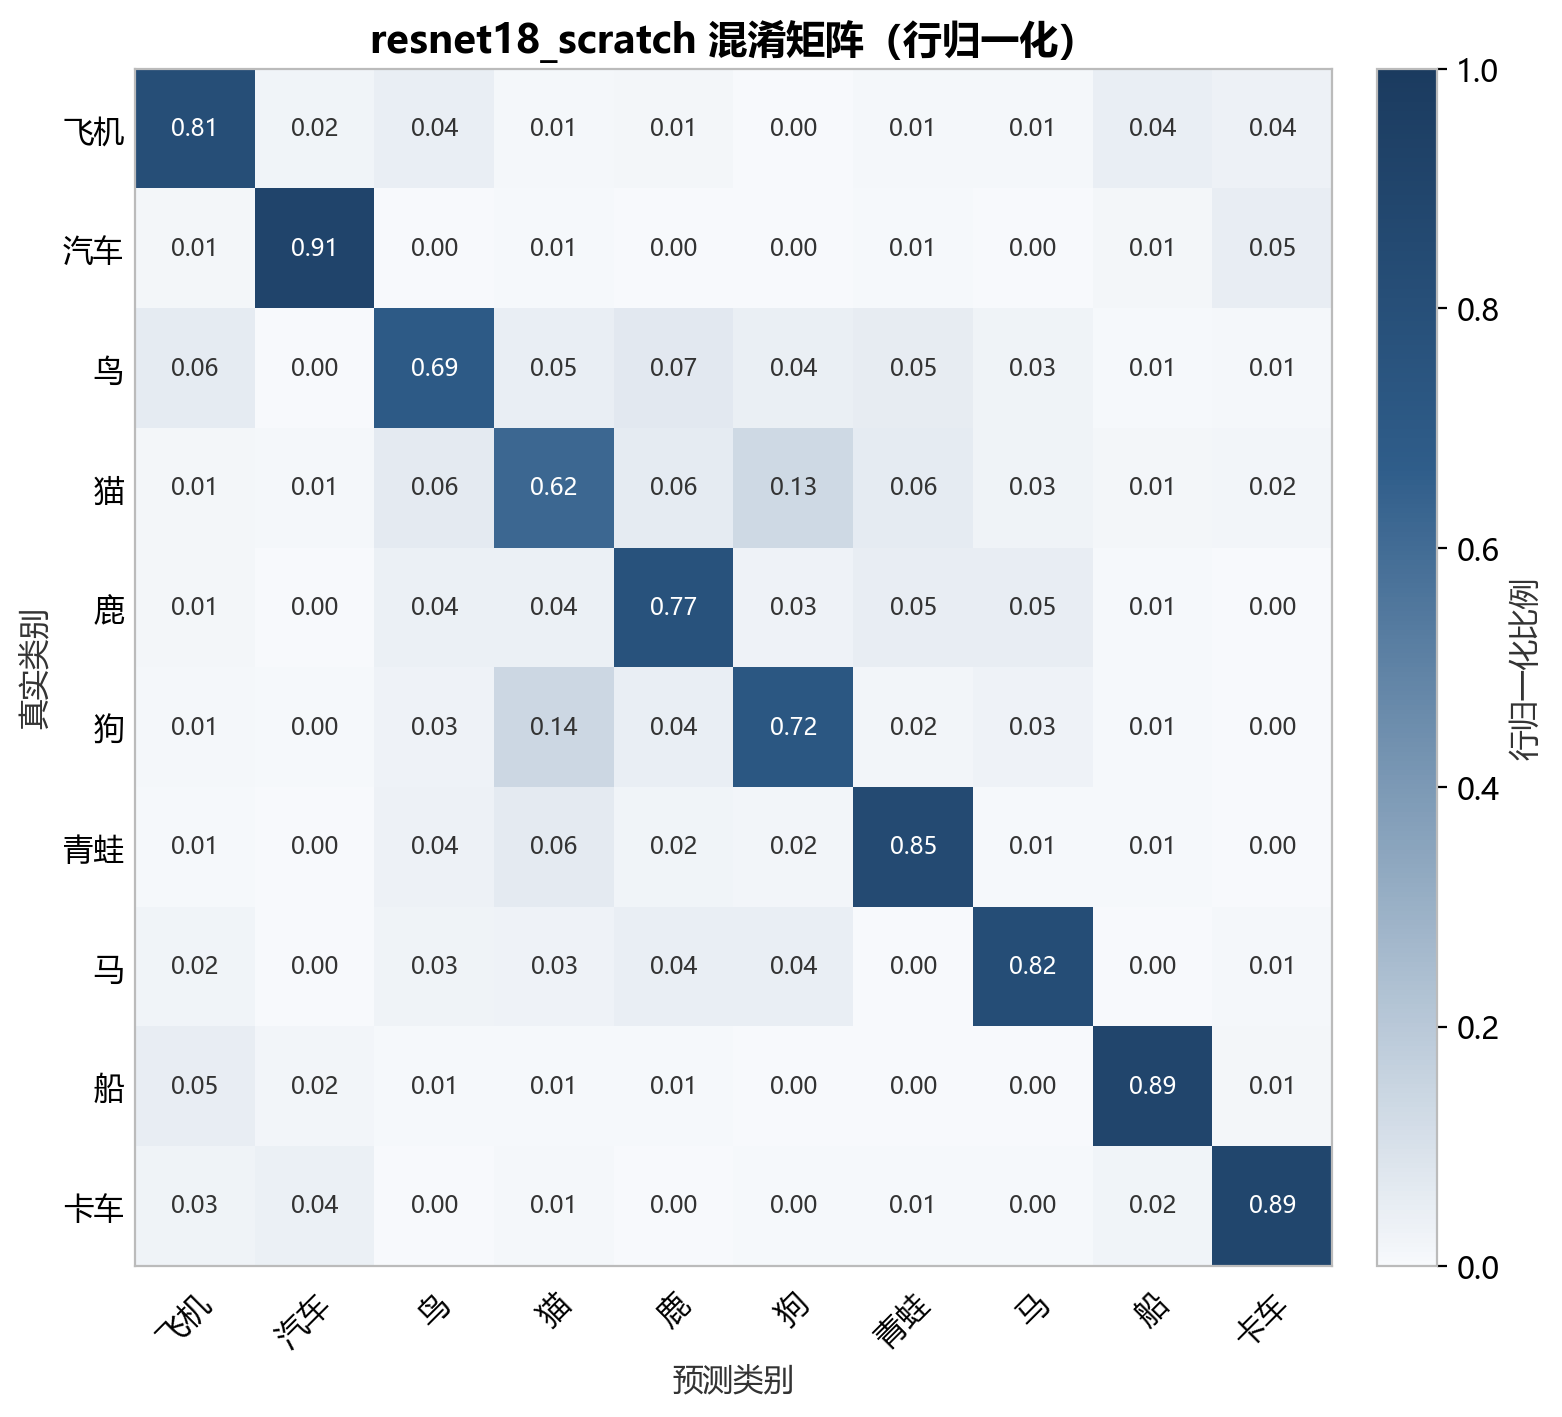 resnet18_scratch 混淆矩阵（行归一化）
飞机 0.81 0.02 0.04 0.01 0.01 0.00 0.01 0.01 0.04 0.04
汽车 0.01 0.91 0.00 0.01 0.00 0.00 0.01 0.00 0.01 0.05
鸟 0.06 0.00 0.69 0.05 0.07 0.04 0.05 0.03 0.01 0.01
猫 0.01 0.01 0.06 0.62 0.06 0.13 0.06 0.03 0.01 0.02
鹿 0.01 0.00 0.04 0.04 0.77 0.03 0.05 0.05 0.01 0.00
狗 0.01 0.00 0.03 0.14 0.04 0.72 0.02 0.03 0.01 0.00
青蛙 0.01 0.00 0.04 0.06 0.02 0.02 0.85 0.01 0.01 0.00
马 0.02 0.00 0.03 0.03 0.04 0.04 0.00 0.82 0.00 0.01
船 0.05 0.02 0.01 0.01 0.01 0.00 0.00 0.00 0.89 0.01
卡车 0.03 0.04 0.00 0.01 0.00 0.00 0.01 0.00 0.02 0.89
飞机 汽车 鸟 猫 鹿 狗 青蛙 马 船 卡车
预测类别
真实类别
1.0
0.8
0.6
0.4
0.2
0.0
行归一化比例